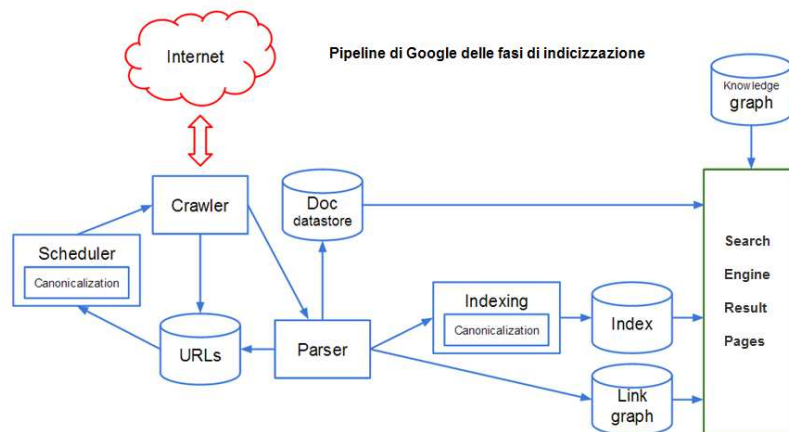 Internet
Pipeline di Google delle fasi di indicizzazione
Knowledge
graph
Crawler
Doc
datastore
Scheduler
Canonicalization
Search
Engine
Result
Pages
Indexing
Canonicalization
Index
URLs
Parser
Link
graph